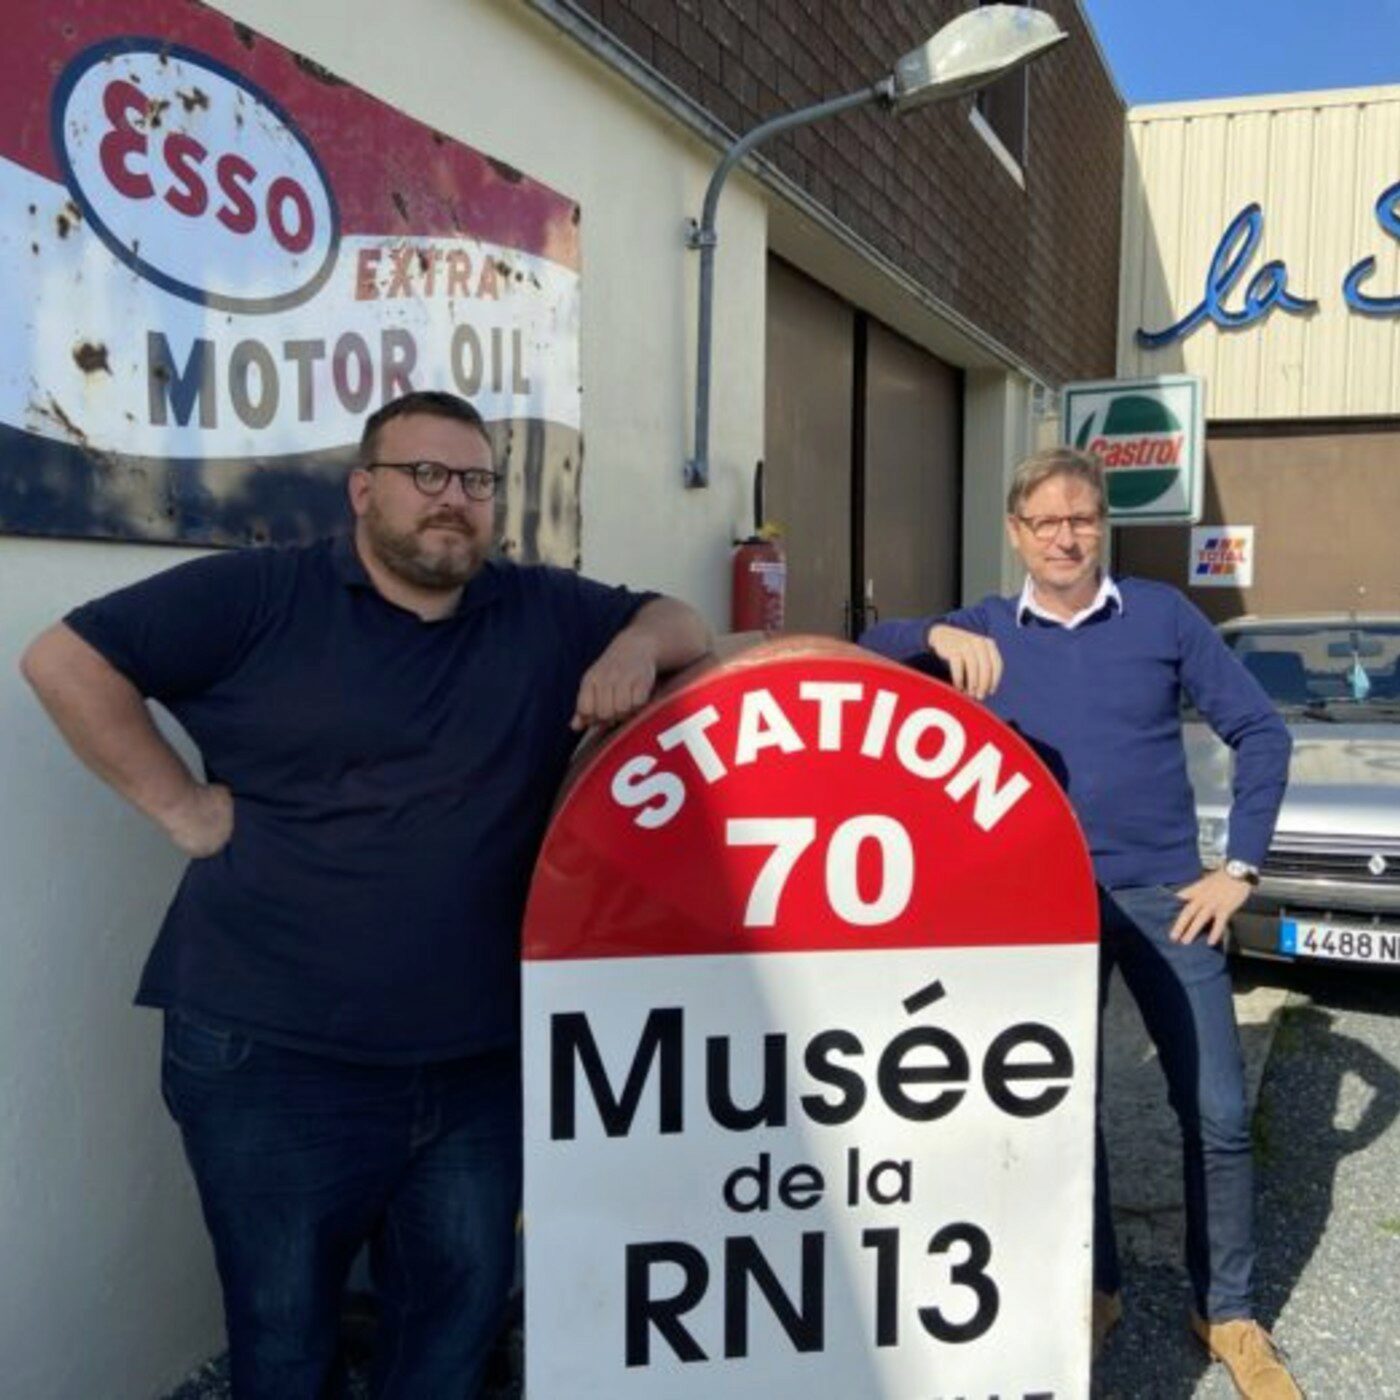 Esso
EXTRA
MOTOR OIL
la S
Castrol
TOTAL
STATION
70
Musée
de la
RN 13
4488 N